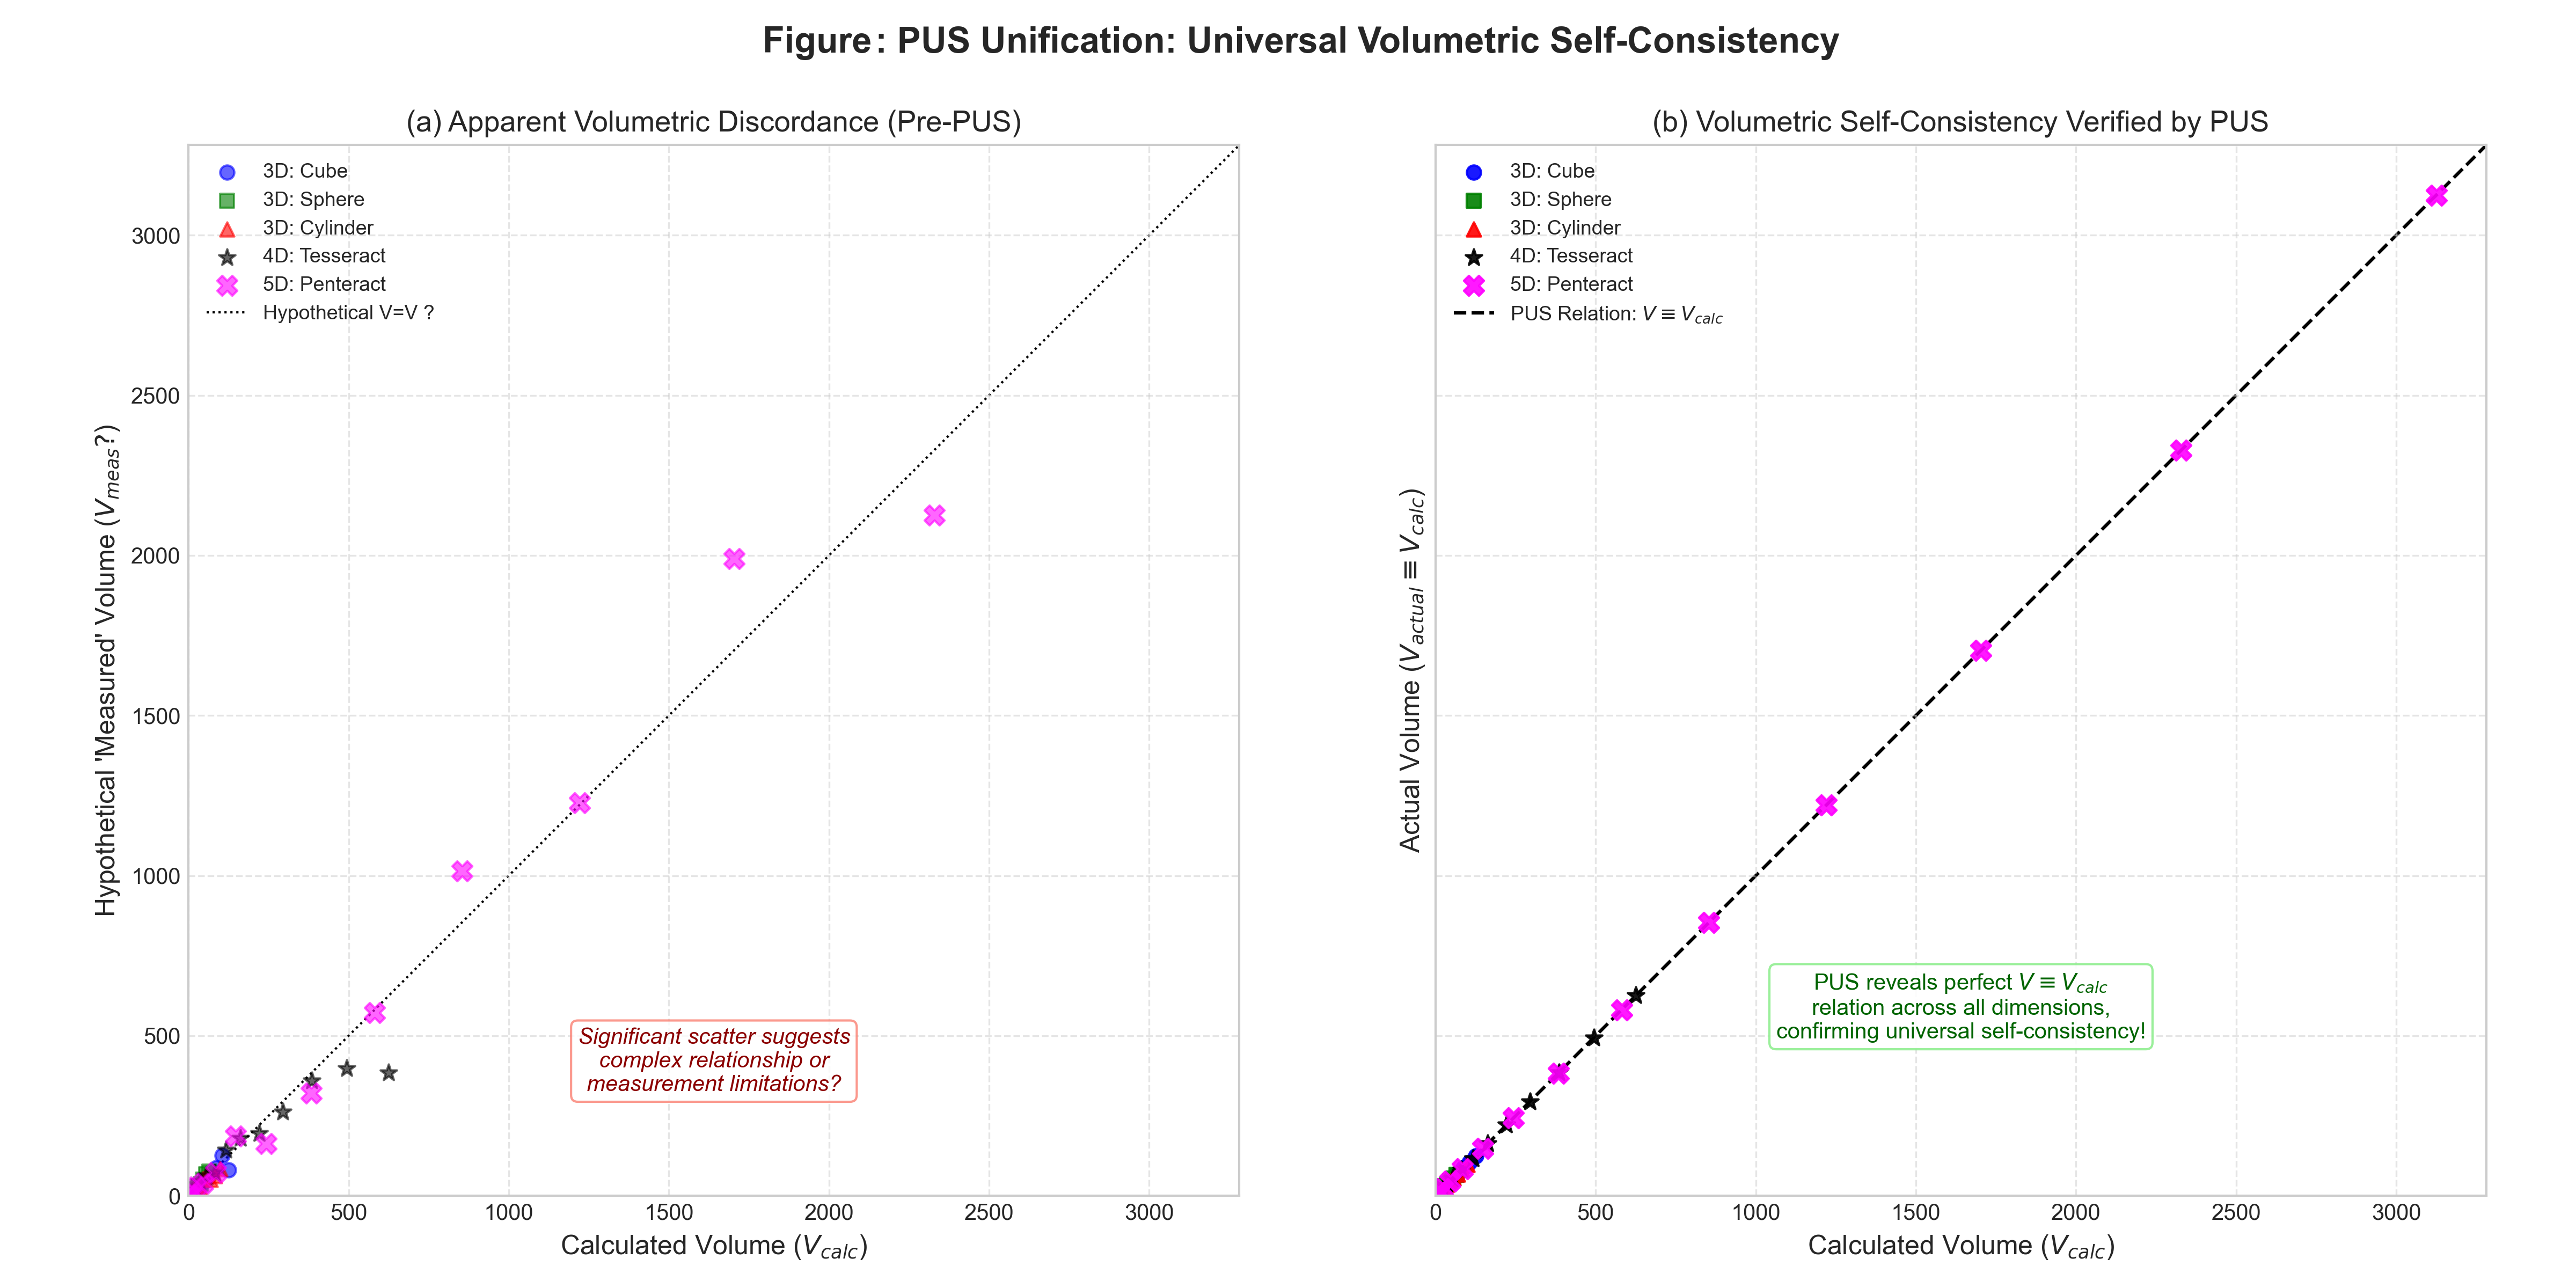 Figure: PUS Unification: Universal Volumetric Self-Consistency
(a) Apparent Volumetric Discordance (Pre-PUS)
3D: Cube
3D: Sphere
3D: Cylinder
4D: Tesseract
5D: Penteract
Hypothetical V=V ?
Significant scatter suggests
complex relationship or
measurement limitations?
Hypothetical 'Measured' Volume (V_meas?)
3000
2500
2000
1500
1000
500
0
0 500 1000 1500 2000 2500 3000
Calculated Volume (V_calc)
(b) Volumetric Self-Consistency Verified by PUS
3D: Cube
3D: Sphere
3D: Cylinder
4D: Tesseract
5D: Penteract
PUS Relation: V ≡ V_calc
PUS reveals perfect V ≡ V_calc
relation across all dimensions,
confirming universal self-consistency!
Actual Volume (V_actual ≡ V_calc)
0 500 1000 1500 2000 2500 3000
Calculated Volume (V_calc)